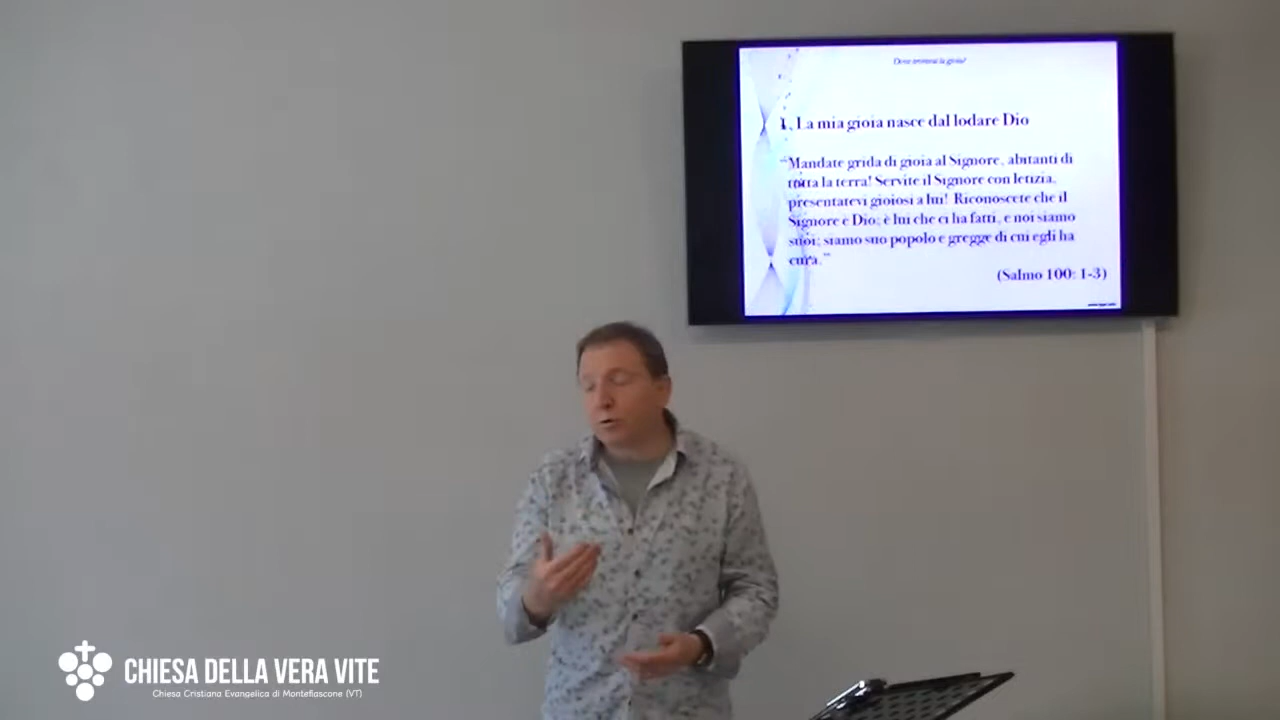 Dove troverai la gioia?
1. La mia gioia nasce dal lodare Dio
“Mandate grida di gioia al Signore, abitanti di
tutta la terra! Servite il Signore con letizia,
presentatevi gioiosi a lui! Riconoscete che il
Signore è Dio; è lui che ci ha fatti, e noi siamo
suoi; siamo suo popolo e gregge di cui egli ha
cura.”
(Salmo 100: 1-3)
CHIESA DELLA VERA VITE
Chiesa Cristiana Evangelica di Montefiascone (VT)